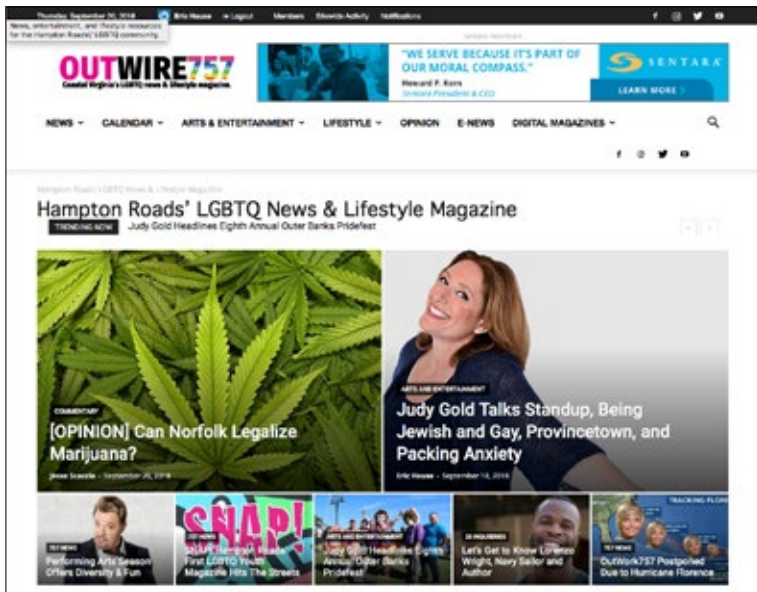 Thursday, September 20, 2018
Eric Hause
Logout
Members
Sitewide Activity
Notifications
News, entertainment, and lifestyle resources
for the Hampton Roads' LGBTQ community.
OUTWIRE757
Coastal Virginia's LGBTQ news & lifestyle magazine.
"WE SERVE BECAUSE IT'S PART OF
OUR MORAL COMPASS."
Howard P. Kern
Sentara President & CEO
SENTARA
LEARN MORE
NEWS
CALENDAR
ARTS & ENTERTAINMENT
LIFESTYLE
OPINION
E-NEWS
DIGITAL MAGAZINES
Hampton Roads' LGBTQ News & Lifestyle Magazine
Hampton Roads' LGBTQ News & Lifestyle Magazine
TRENDING NOW
Judy Gold Headlines Eighth Annual Outer Banks Pridefest
COMMENTARY
[OPINION] Can Norfolk Legalize
Marijuana?
September 20, 2018
ARTS AND ENTERTAINMENT
Judy Gold Talks Standup, Being
Jewish and Gay, Provincetown, and
Packing Anxiety
Eric Hause - September 14, 2018
757 NEWS
Performing Arts Season
Offers Diversity & Fun
SNAP!
757 NEWS
SNAP! Hampton Roads'
First LGBTQ Youth
Magazine Hits The Streets
ARTS AND ENTERTAINMENT
Judy Gold Headlines Eighth
Annual Outer Banks
Pridefest
Let's Get to Know Lorenzo
Wright, Navy Sailor and
Author
757 NEWS
OutWork757 Postponed
Due to Hurricane Florence